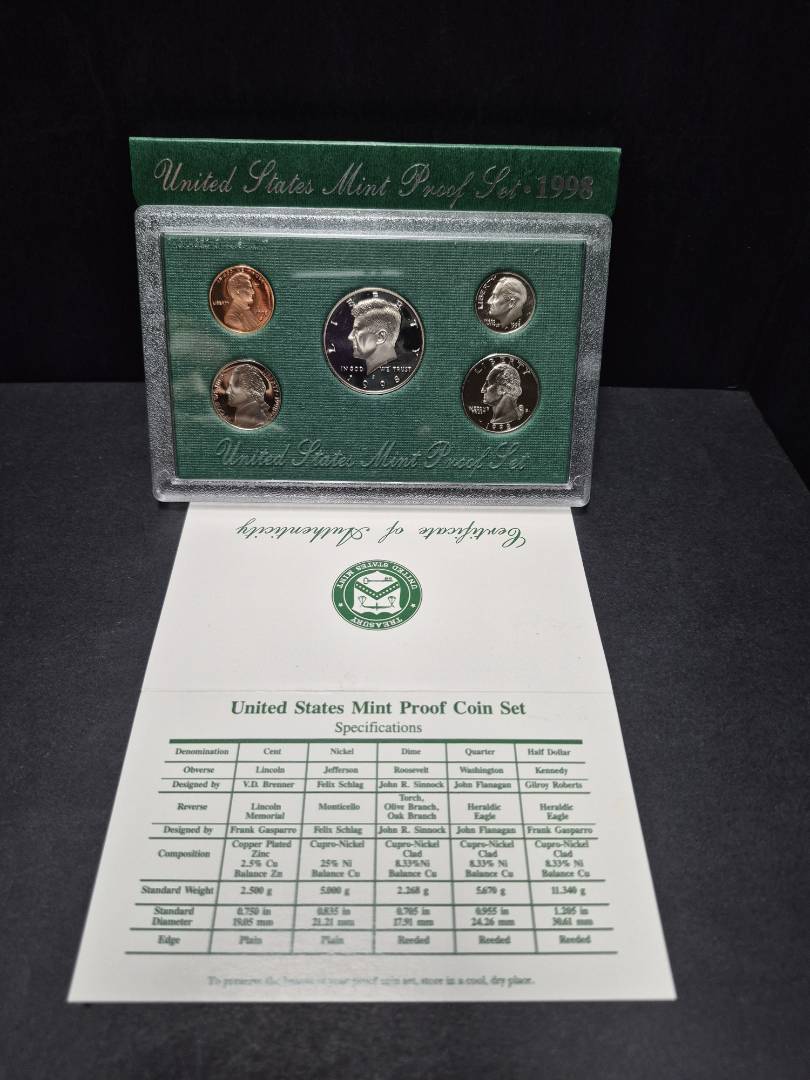 United States Mint Proof Set · 1998
LIBERTY
LIBERTY
IN GOD WE TRUST
1998
LIBERTY
LIBERTY
1998
United States Mint Proof Set
Certificate of Authenticity
UNITED STATES MINT
TREASURY
United States Mint Proof Coin Set
Specifications
Denomination Cent Nickel Dime Quarter Half Dollar
Obverse Lincoln Jefferson Roosevelt Washington Kennedy
Designed by V.D. Brenner Felix Schlag John R. Sinnock John Flanagan Gilroy Roberts
Reverse Lincoln Memorial Monticello Torch, Olive Branch, Oak Branch Heraldic Eagle Heraldic Eagle
Designed by Frank Gasparro Felix Schlag John R. Sinnock John Flanagan Frank Gasparro
Composition Copper Plated Zinc 2.5% Cu Balance Zn Cupro-Nickel 25% Ni Balance Cu Cupro-Nickel Clad 8.33%Ni Balance Cu Cupro-Nickel Clad 8.33% Ni Balance Cu Cupro-Nickel Clad 8.33% Ni Balance Cu
Standard Weight 2.500 g 5.000 g 2.268 g 5.670 g 11.340 g
Standard Diameter 0.750 in 19.05 mm 0.835 in 21.21 mm 0.705 in 17.91 mm 0.955 in 24.26 mm 1.205 in 30.61 mm
Edge Plain Plain Reeded Reeded Reeded
To preserve the beauty of your proof coin set, store in a cool, dry place.